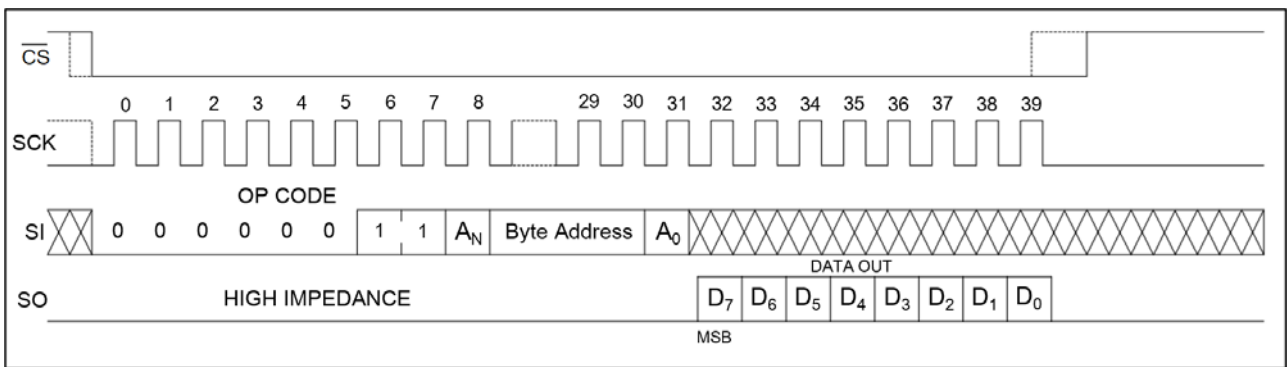 CS
0 1 2 3 4 5 6 7 8 29 30 31 32 33 34 35 36 37 38 39
SCK
OP CODE
SI 0 0 0 0 0 0 1 1 AN Byte Address A0
DATA OUT
SO HIGH IMPEDANCE D7 D6 D5 D4 D3 D2 D1 D0
MSB